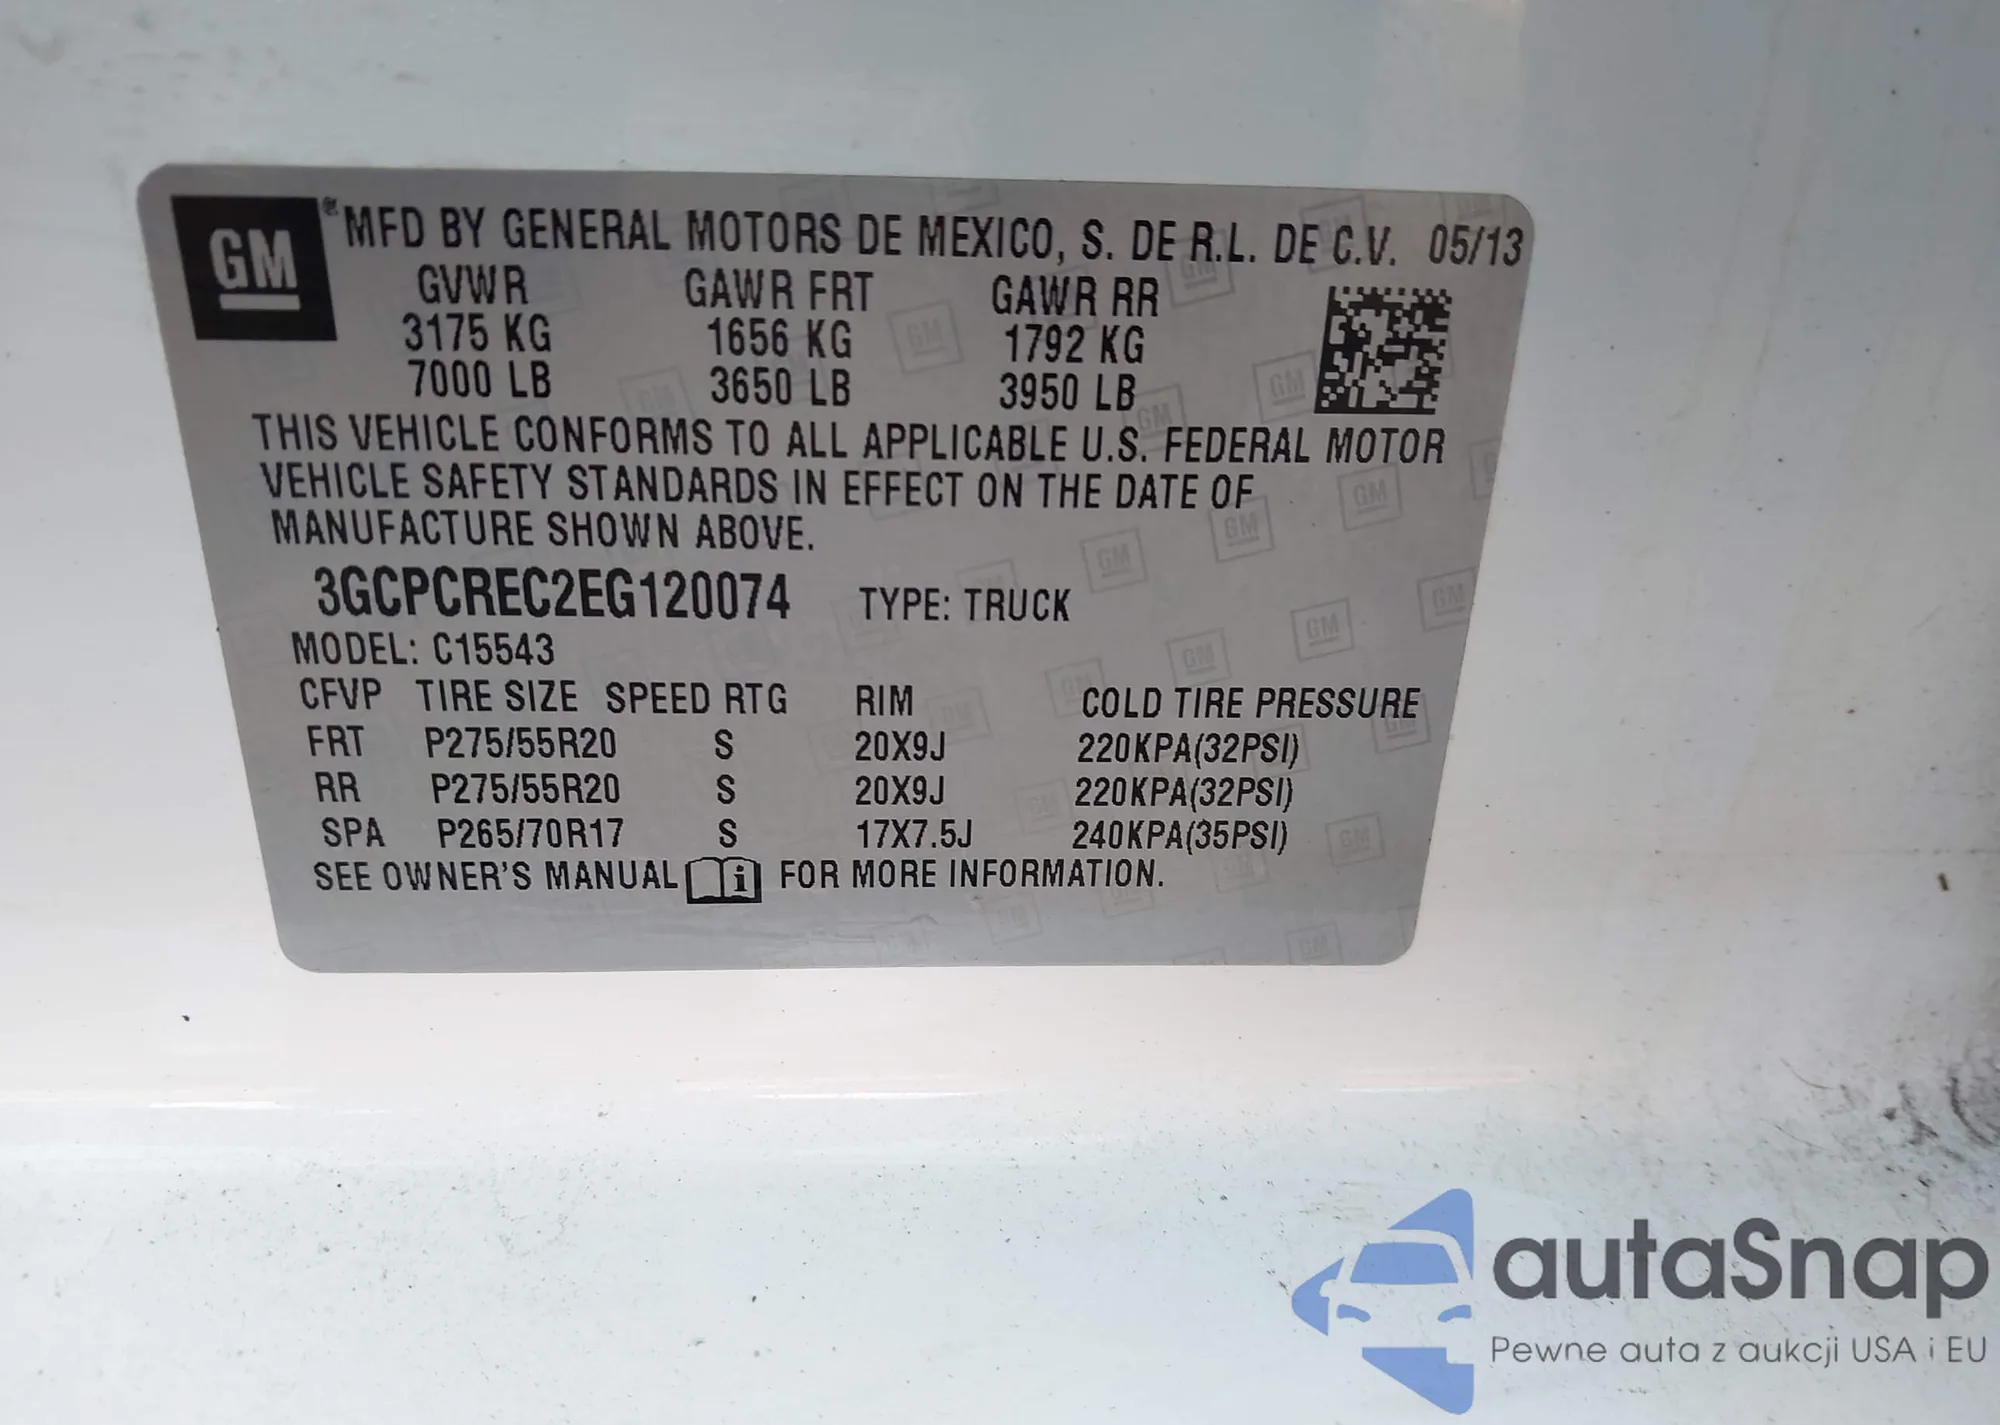 GM ® MFD BY GENERAL MOTORS DE MEXICO, S. DE R.L. DE C.V. 05/13
GVWR GAWR FRT GAWR RR
3175 KG 1656 KG 1792 KG
7000 LB 3650 LB 3950 LB
THIS VEHICLE CONFORMS TO ALL APPLICABLE U.S. FEDERAL MOTOR
VEHICLE SAFETY STANDARDS IN EFFECT ON THE DATE OF
MANUFACTURE SHOWN ABOVE.
3GCPCREC2EG120074 TYPE: TRUCK
MODEL: C15543
CFVP TIRE SIZE SPEED RTG RIM COLD TIRE PRESSURE
FRT P275/55R20 S 20X9J 220KPA(32PSI)
RR P275/55R20 S 20X9J 220KPA(32PSI)
SPA P265/70R17 S 17X7.5J 240KPA(35PSI)
SEE OWNER'S MANUAL i FOR MORE INFORMATION.
autaSnap
Pewne auta z aukcji USA i EU